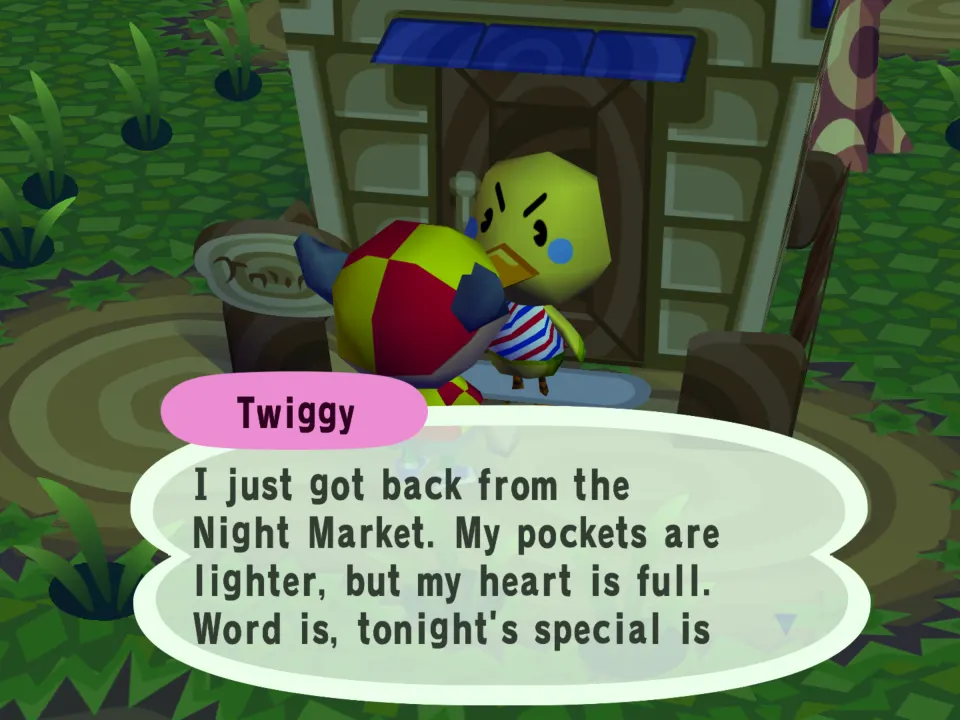 Twiggy
I just got back from the
Night Market. My pockets are
lighter, but my heart is full.
Word is, tonight's special is